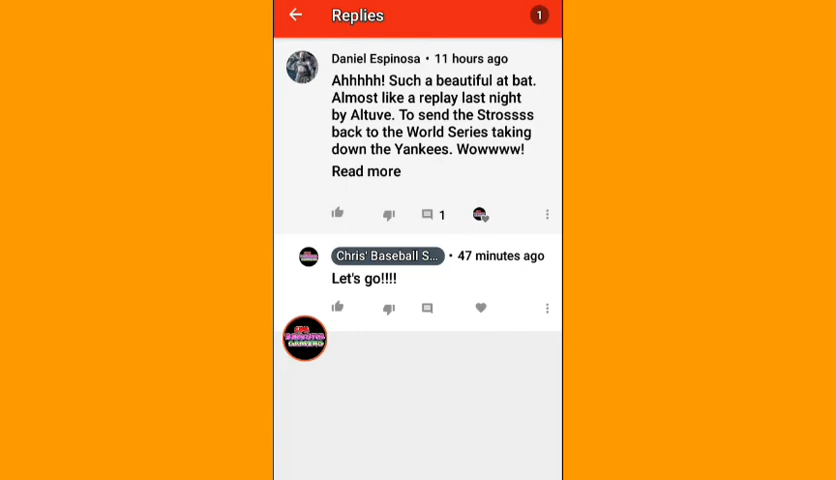 Replies
1
Daniel Espinosa • 11 hours ago
Ahhhhh! Such a beautiful at bat.
Almost like a replay last night
by Altuve. To send the Strossss
back to the World Series taking
down the Yankees. Wowwww!
Read more
1
Chris' Baseball S... • 47 minutes ago
Let's go!!!!